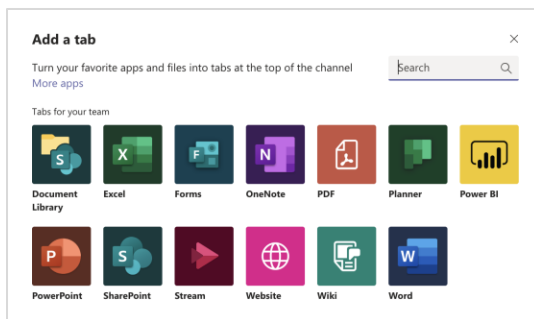 Add a tab
Turn your favorite apps and files into tabs at the top of the channel
More apps
Search
Tabs for your team
S
X
F
N
Document
Library
Excel
Forms
OneNote
PDF
Planner
Power BI
P
S
W
PowerPoint
SharePoint
Stream
Website
Wiki
Word